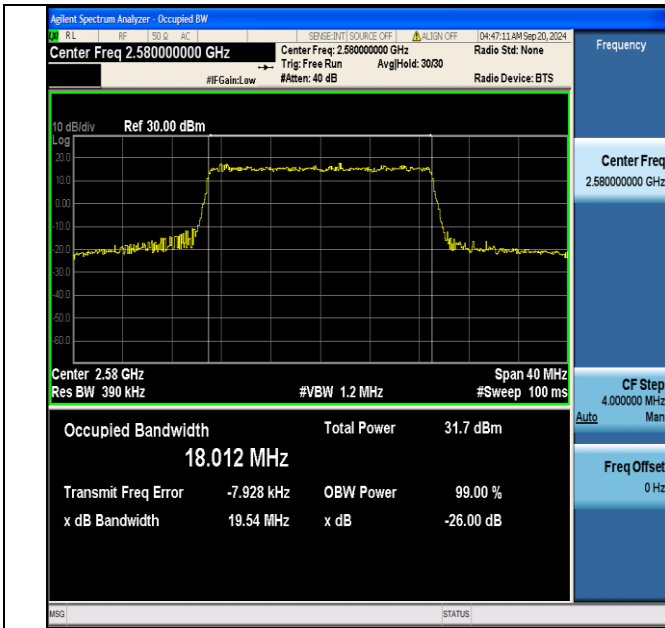 Agilent Spectrum Analyzer - Occupied BW
RL RF 50 Ω AC SENSE:INT SOURCE OFF ALIGN OFF 04:47:11 AM Sep 20, 2024
Center Freq 2.580000000 GHz Center Freq: 2.580000000 GHz Radio Std: None
Trig: Free Run Avg|Hold: 30/30
#IFGain:Low #Atten: 40 dB Radio Device: BTS
10 dB/div Ref 30.00 dBm
Log
20.0
10.0
0.00
-10.0
-20.0
-30.0
-40.0
-50.0
-60.0
Center 2.58 GHz Span 40 MHz
Res BW 390 kHz #VBW 1.2 MHz #Sweep 100 ms
Occupied Bandwidth Total Power 31.7 dBm
18.012 MHz
Transmit Freq Error -7.928 kHz OBW Power 99.00 %
x dB Bandwidth 19.54 MHz x dB -26.00 dB
MSG STATUS
Frequency
Center Freq
2.580000000 GHz
CF Step
4.000000 MHz
Auto Man
Freq Offset
0 Hz